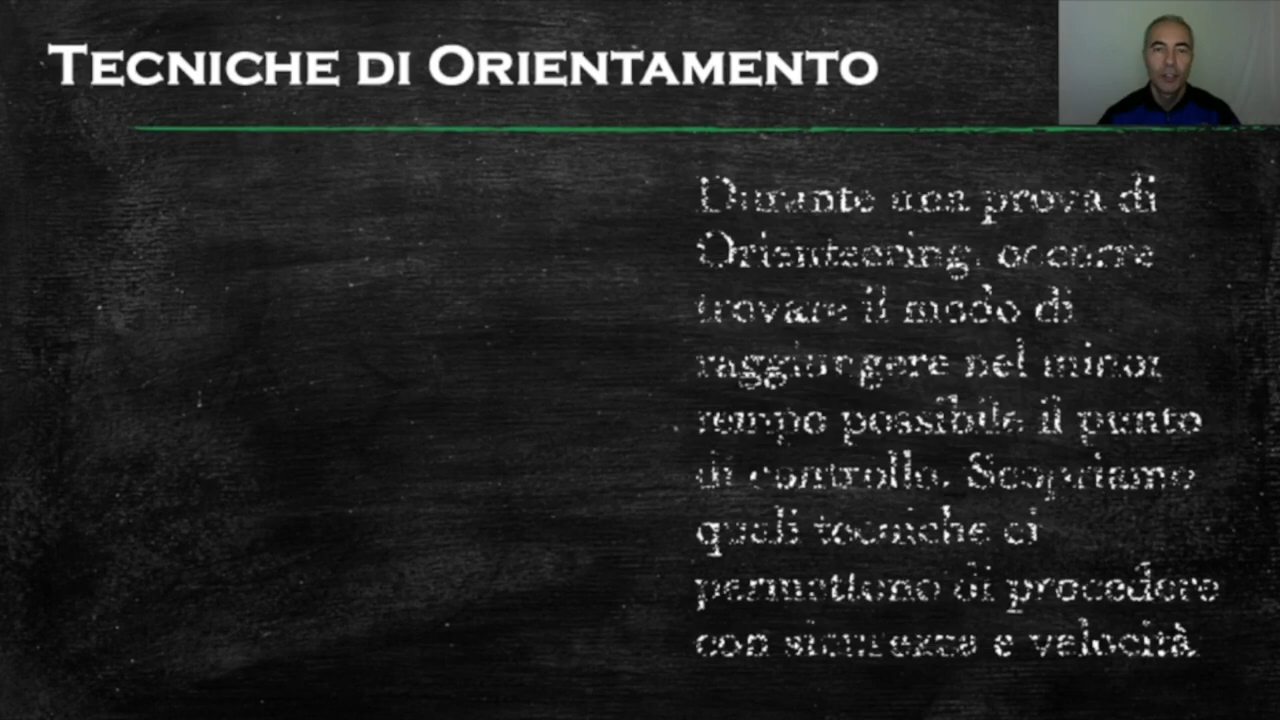 TECNICHE DI ORIENTAMENTO
Durante una prova di
Orienteering, occorre
trovare il modo di
raggiungere nel minor
tempo possibile il punto
di controllo. Scopriamo
quali tecniche ci
permettono di procedere
con sicurezza e velocità.